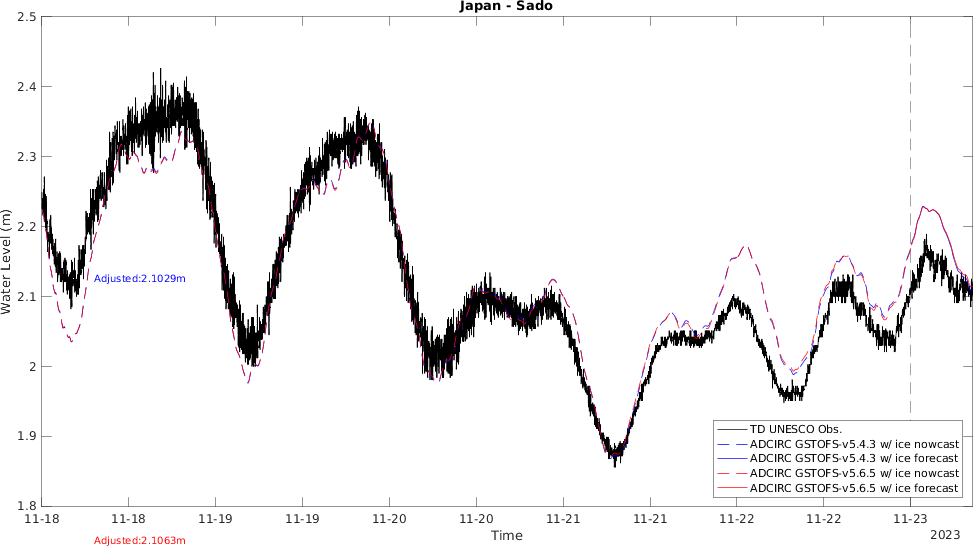 Japan - Sado
2.5
2.4
2.3
2.2
2.1
2
1.9
1.8
Water Level (m)
Adjusted:2.1029m
TD UNESCO Obs.
ADCIRC GSTOFS-v5.4.3 w/ ice nowcast
ADCIRC GSTOFS-v5.4.3 w/ ice forecast
ADCIRC GSTOFS-v5.6.5 w/ ice nowcast
ADCIRC GSTOFS-v5.6.5 w/ ice forecast
11-18 11-18 11-19 11-19 11-20 11-20 11-21 11-21 11-22 11-22 11-23
Time
2023
Adjusted:2.1063m